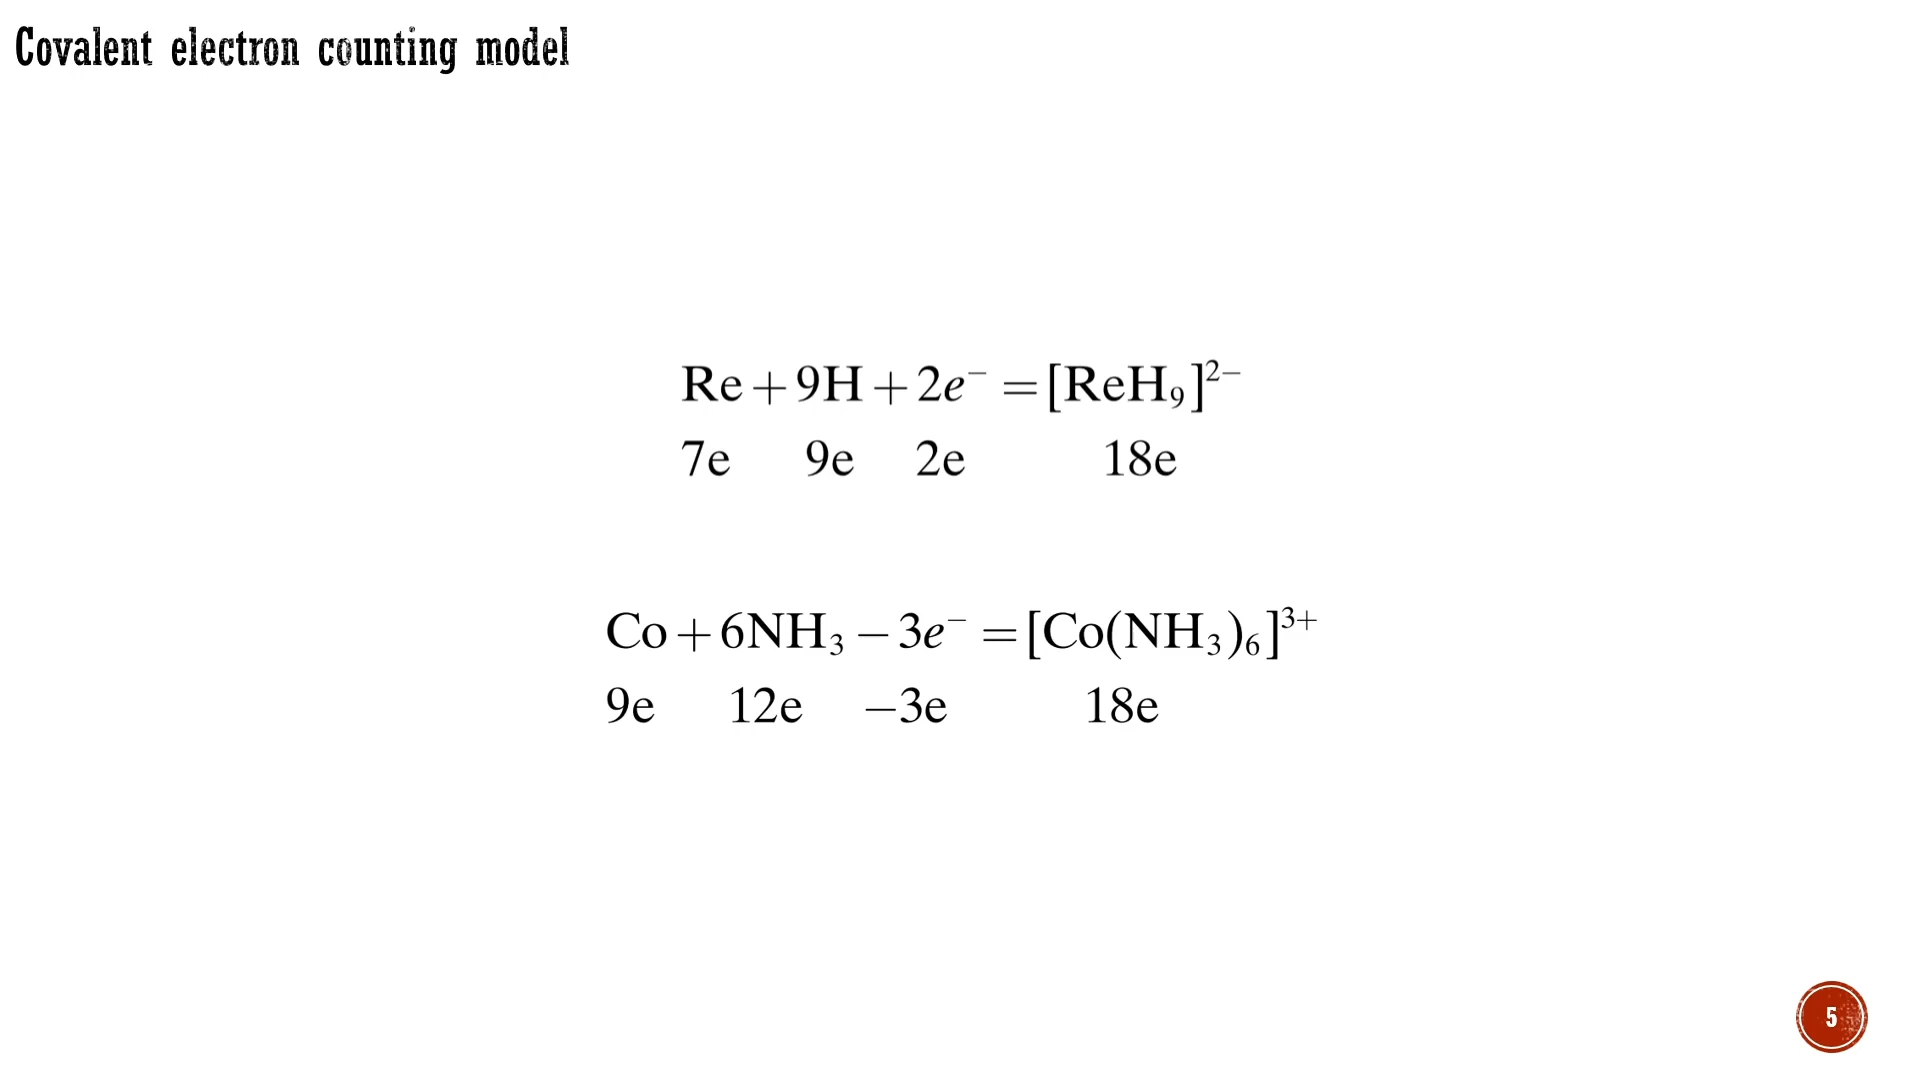 Covalent electron counting model
Re + 9H + 2e⁻ = [ReH₉]²⁻
7e 9e 2e 18e
Co + 6NH₃ − 3e⁻ = [Co(NH₃)₆]³⁺
9e 12e −3e 18e
5